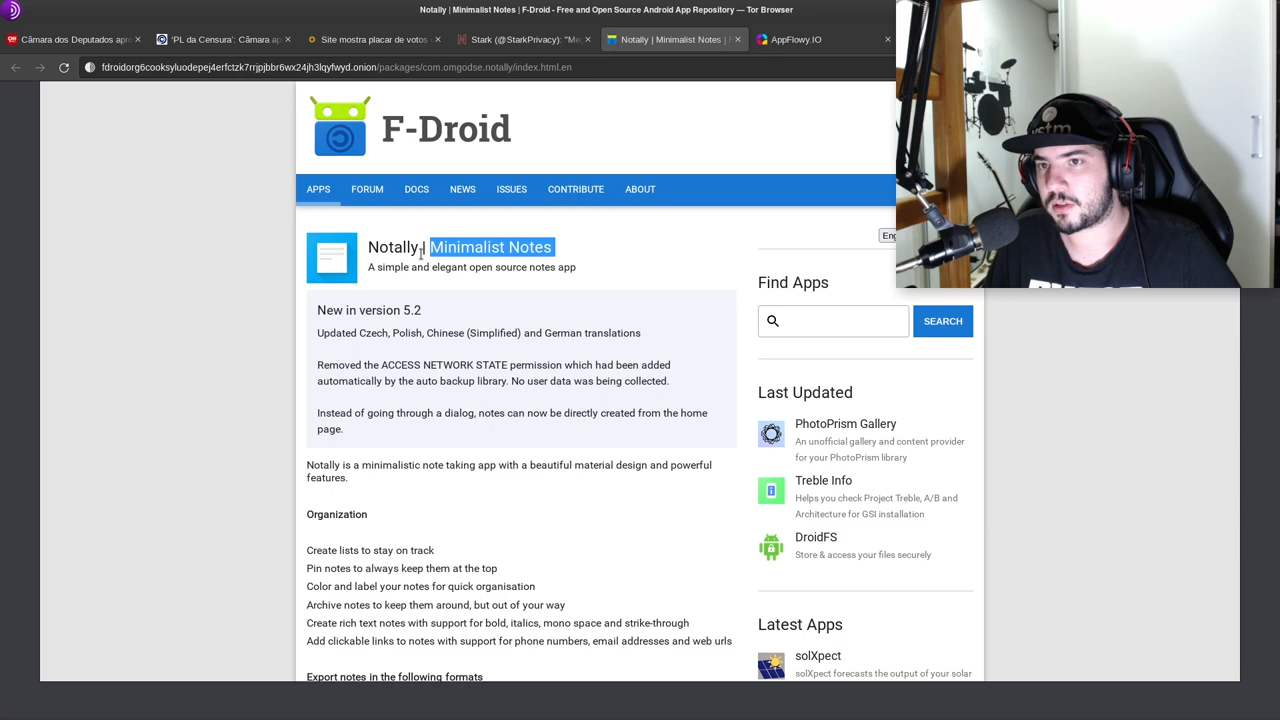 Notally | Minimalist Notes | F-Droid - Free and Open Source Android App Repository — Tor Browser
Câmara dos Deputados apr
'PL da Censura': Câmara ap
Site mostra placar de votos
Stark (@StarkPrivacy): "Me
Notally | Minimalist Notes |
AppFlowy.IO
fdroidorg6cooksyluodepej4erfctzk7rrjpjbbr6wx24jh3lqyfwyd.onion/packages/com.omgodse.notally/index.html.en
F-Droid
APPS
FORUM
DOCS
NEWS
ISSUES
CONTRIBUTE
ABOUT
Notally | Minimalist Notes
A simple and elegant open source notes app
New in version 5.2
Updated Czech, Polish, Chinese (Simplified) and German translations
Removed the ACCESS NETWORK STATE permission which had been added
automatically by the auto backup library. No user data was being collected.
Instead of going through a dialog, notes can now be directly created from the home
page.
Notally is a minimalistic note taking app with a beautiful material design and powerful
features.
Organization
Create lists to stay on track
Pin notes to always keep them at the top
Color and label your notes for quick organisation
Archive notes to keep them around, but out of your way
Create rich text notes with support for bold, italics, mono space and strike-through
Add clickable links to notes with support for phone numbers, email addresses and web urls
Export notes in the following formats
Eng
Find Apps
SEARCH
Last Updated
PhotoPrism Gallery
An unofficial gallery and content provider
for your PhotoPrism library
Treble Info
Helps you check Project Treble, A/B and
Architecture for GSI installation
DroidFS
Store & access your files securely
Latest Apps
solXpect
solXpect forecasts the output of your solar